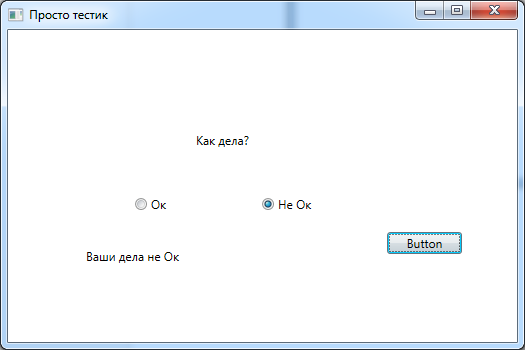 Просто тестик
Как дела?
Ок
Не Ок
Button
Ваши дела не Ок